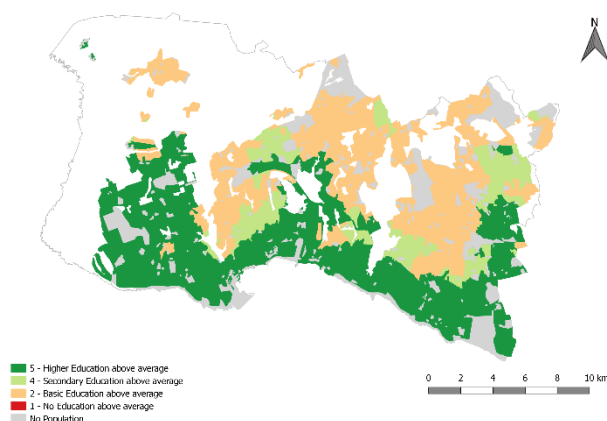 N
5 - Higher Education above average
4 - Secondary Education above average
2 - Basic Education above average
1 - No Education above average
No Population
0 2 4 6 8 10 km